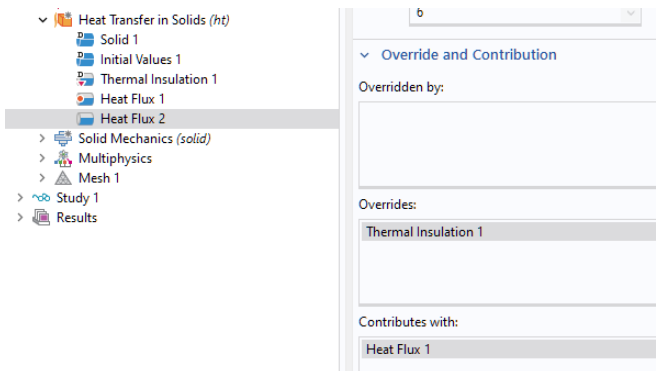 Heat Transfer in Solids (ht)
Solid 1
Initial Values 1
Thermal Insulation 1
Heat Flux 1
Heat Flux 2
Solid Mechanics (solid)
Multiphysics
Mesh 1
Study 1
Results
6
Override and Contribution
Overridden by:
Overrides:
Thermal Insulation 1
Contributes with:
Heat Flux 1